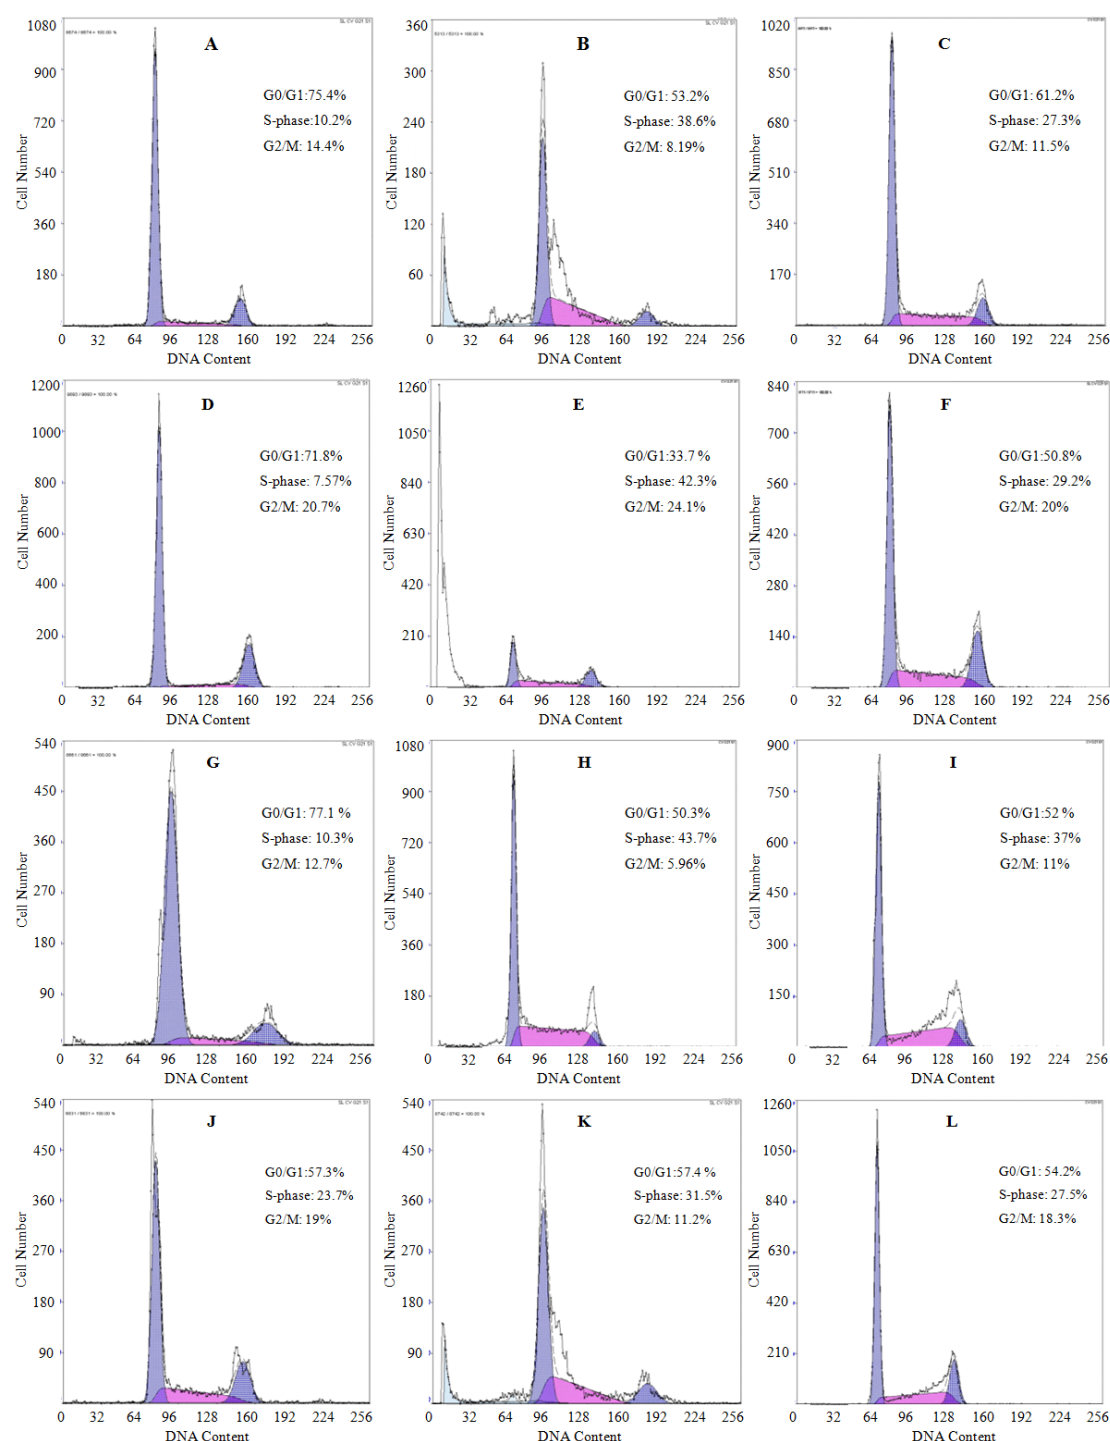 A
G0/G1:75.4%
S-phase:10.2%
G2/M: 14.4%
Cell Number
1080
900
720
540
360
180
0 32 64 96 128 160 192 224 256
DNA Content
B
G0/G1: 53.2%
S-phase: 38.6%
G2/M: 8.19%
Cell Number
360
300
240
180
120
60
0 32 64 96 128 160 192 224 256
DNA Content
C
G0/G1: 61.2%
S-phase: 27.3%
G2/M: 11.5%
Cell Number
1020
850
680
510
340
170
0 32 64 96 128 160 192 224 256
DNA Content
D
G0/G1:71.8%
S-phase: 7.57%
G2/M: 20.7%
Cell Number
1200
1000
800
600
400
200
0 32 64 96 128 160 192 224 256
DNA Content
E
G0/G1:33.7 %
S-phase: 42.3%
G2/M: 24.1%
Cell Number
1260
1050
840
630
420
210
0 32 64 96 128 160 192 224 256
DNA Content
F
G0/G1: 50.8%
S-phase: 29.2%
G2/M: 20%
Cell Number
840
700
560
420
280
140
0 32 64 96 128 160 192 224 256
DNA Content
G
G0/G1: 77.1 %
S-phase: 10.3%
G2/M: 12.7%
Cell Number
540
450
360
270
180
90
0 32 64 96 128 160 192 224 256
DNA Content
H
G0/G1: 50.3%
S-phase: 43.7%
G2/M: 5.96%
Cell Number
1080
900
720
540
360
180
0 32 64 96 128 160 192 224 256
DNA Content
I
G0/G1: 52 %
S-phase: 37%
G2/M: 11%
Cell Number
900
750
600
450
300
150
0 32 64 96 128 160 192 224 256
DNA Content
J
G0/G1:57.3%
S-phase: 23.7%
G2/M: 19%
Cell Number
540
450
360
270
180
90
0 32 64 96 128 160 192 224 256
DNA Content
K
G0/G1: 57.4 %
S-phase: 31.5%
G2/M: 11.2%
Cell Number
540
450
360
270
180
90
0 32 64 96 128 160 192 224 256
DNA Content
L
G0/G1: 54.2%
S-phase: 27.5%
G2/M: 18.3%
Cell Number
1260
1050
840
630
420
210
0 32 64 96 128 160 192 224 256
DNA Content